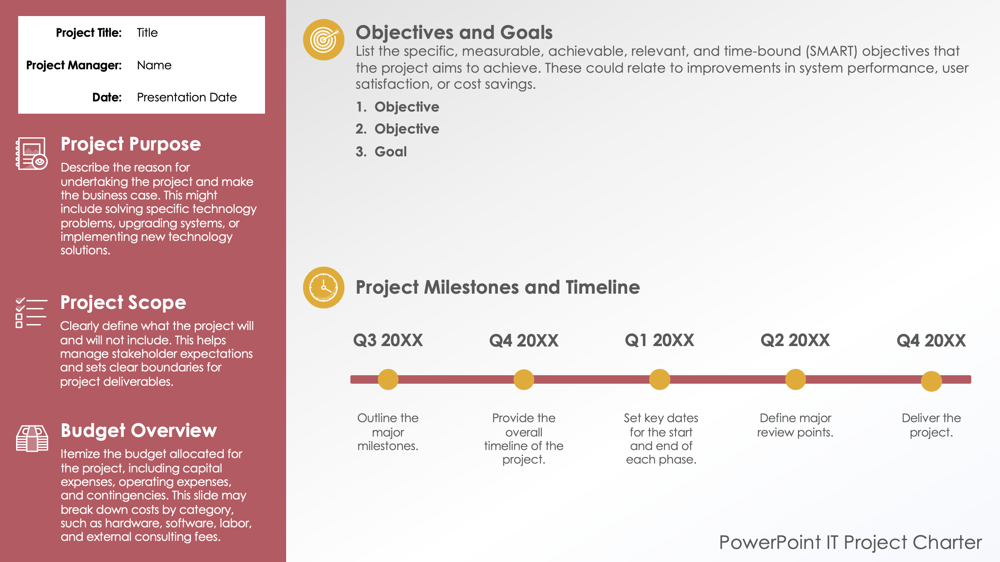 Project Title: Title
Project Manager: Name
Date: Presentation Date
Project Purpose
Describe the reason for
undertaking the project and make
the business case. This might
include solving specific technology
problems, upgrading systems, or
implementing new technology
solutions.
Project Scope
Clearly define what the project will
and will not include. This helps
manage stakeholder expectations
and sets clear boundaries for
project deliverables.
Budget Overview
Itemize the budget allocated for
the project, including capital
expenses, operating expenses,
and contingencies. This slide may
break down costs by category,
such as hardware, software, labor,
and external consulting fees.
Objectives and Goals
List the specific, measurable, achievable, relevant, and time-bound (SMART) objectives that
the project aims to achieve. These could relate to improvements in system performance, user
satisfaction, or cost savings.
1. Objective
2. Objective
3. Goal
Project Milestones and Timeline
Q3 20XX
Outline the
major
milestones.
Q4 20XX
Provide the
overall
timeline of the
project.
Q1 20XX
Set key dates
for the start
and end of
each phase.
Q2 20XX
Define major
review points.
Q4 20XX
Deliver the
project.
PowerPoint IT Project Charter